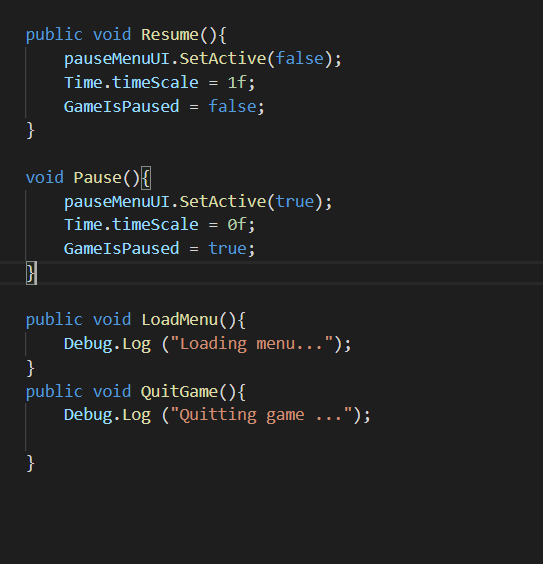 public void Resume(){
    pauseMenuUI.SetActive(false);
    Time.timeScale = 1f;
    GameIsPaused = false;
}
void Pause(){
    pauseMenuUI.SetActive(true);
    Time.timeScale = 0f;
    GameIsPaused = true;
}
public void LoadMenu(){
    Debug.Log ("Loading menu...");
}
public void QuitGame(){
    Debug.Log ("Quitting game ...");
}